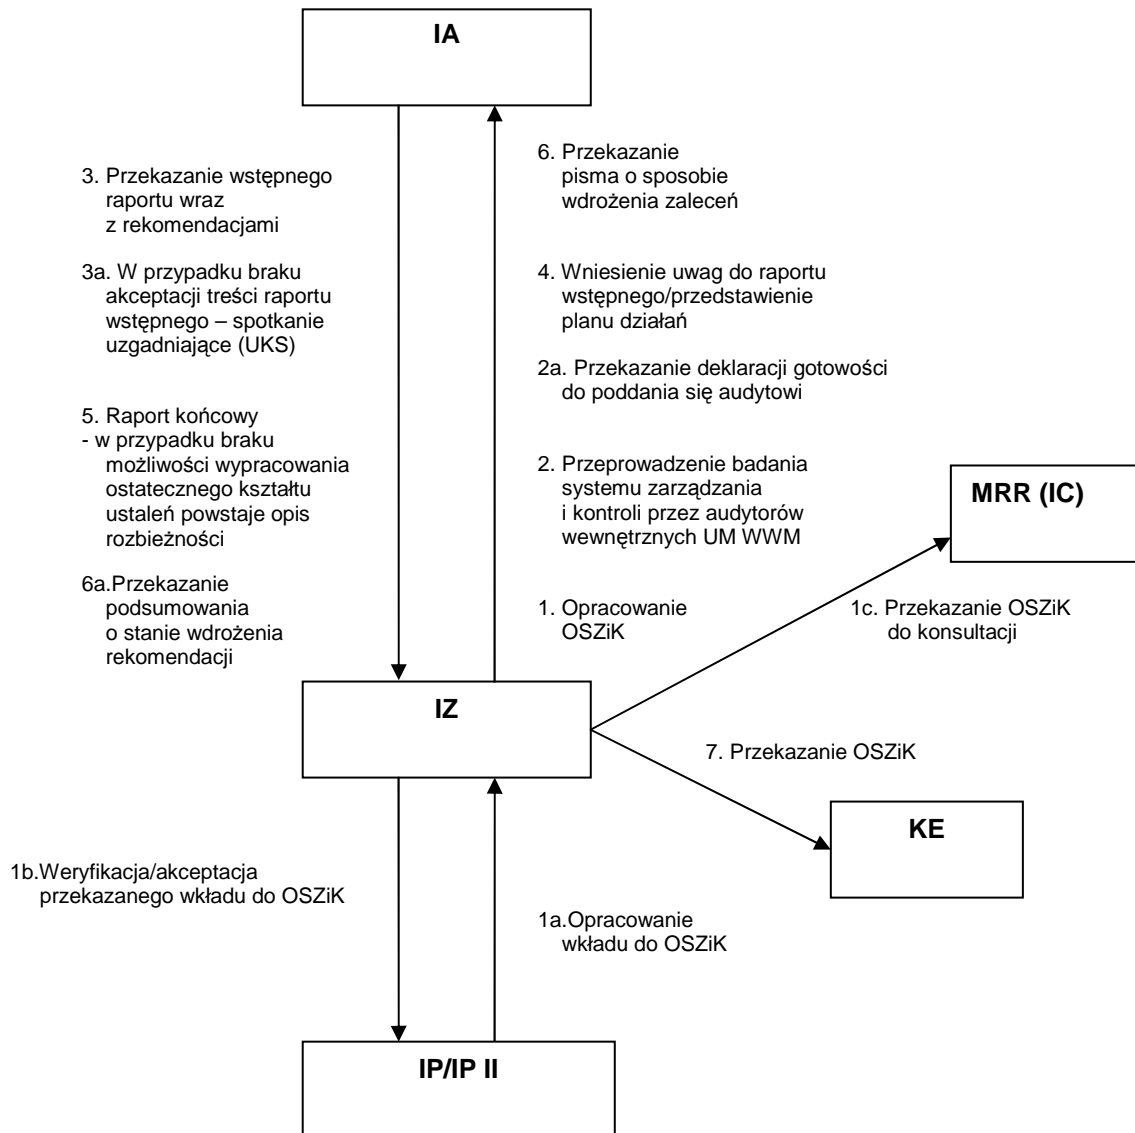 IA
3. Przekazanie wstępnego
raportu wraz
z rekomendacjami
3a. W przypadku braku
akceptacji treści raportu
wstępnego – spotkanie
uzgadniające (UKS)
5. Raport końcowy
- w przypadku braku
możliwości wypracowania
ostatecznego kształtu
ustaleń powstaje opis
rozbieżności
6a.Przekazanie
podsumowania
o stanie wdrożenia
rekomendacji
6. Przekazanie
pisma o sposobie
wdrożenia zaleceń
4. Wniesienie uwag do raportu
wstępnego/przedstawienie
planu działań
2a. Przekazanie deklaracji gotowości
do poddania się audytowi
2. Przeprowadzenie badania
systemu zarządzania
i kontroli przez audytorów
wewnętrznych UM WWM
1. Opracowanie
OSZiK
MRR (IC)
1c. Przekazanie OSZiK
do konsultacji
IZ
7. Przekazanie OSZiK
KE
1b.Weryfikacja/akceptacja
przekazanego wkładu do OSZiK
1a.Opracowanie
wkładu do OSZiK
IP/IP II